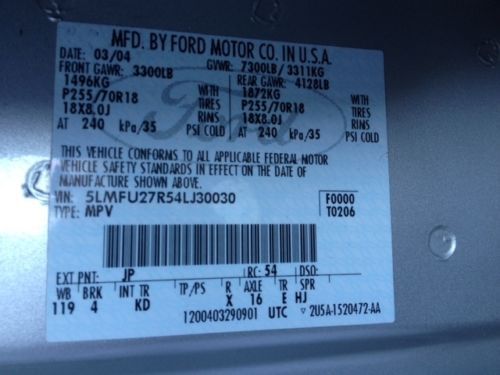 MFD. BY FORD MOTOR CO. IN U.S.A.
DATE: 03/04 GVWR: 7300LB/ 3311KG
FRONT GAWR: 3300LB REAR GAWR: 4128LB
1496KG WITH 1872KG WITH
P255/70R18 TIRES P255/70R18 TIRES
18X8.0J RIMS 18X8.0J RIMS
AT 240 kPa/35 PSI COLD AT 240 kPa/35 PSI COLD
Ford
THIS VEHICLE CONFORMS TO ALL APPLICABLE FEDERAL MOTOR
VEHICLE SAFETY STANDARDS IN EFFECT ON THE DATE OF
MANUFACTURE SHOWN ABOVE.
VIN: 5LMFU27R54LJ30030 F0000
TYPE: MPV T0206
EXT PNT: JP RC: 54 DSO:
WB BRK INT TR TP/PS R AXLE TR SPR
119 4 KD X 16 E HJ
1200403290901 UTC 2U5A-1520472-AA